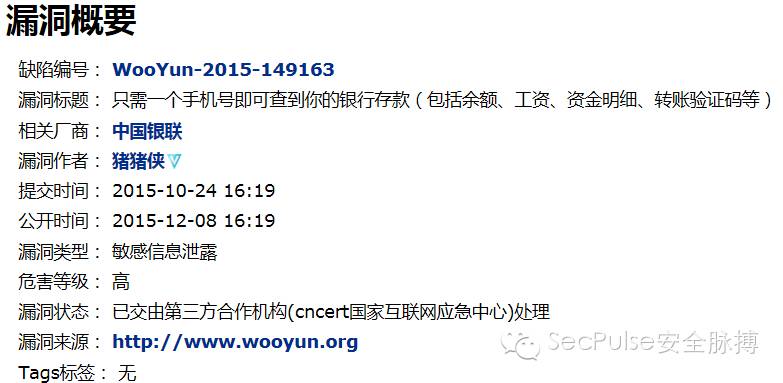 漏洞概要
缺陷编号： WooYun-2015-149163
漏洞标题： 只需一个手机号即可查到你的银行存款（包括余额、工资、资金明细、转账验证码等）
相关厂商： 中国银联
漏洞作者： 猪猪侠
提交时间： 2015-10-24 16:19
公开时间： 2015-12-08 16:19
漏洞类型： 敏感信息泄露
危害等级： 高
漏洞状态： 已交由第三方合作机构(cncert国家互联网应急中心)处理
漏洞来源： http://www.wooyun.org
SecPulse安全脉搏
Tags标签： 无